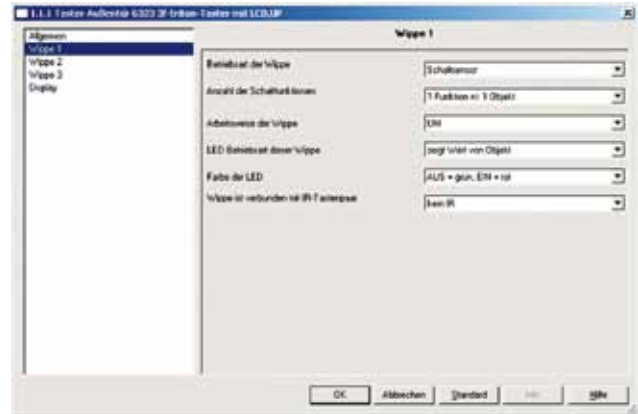 1.1.1 Taster Außentür 6323 3f-triton-Taster mit LCD,UP
Allgemein
Wippe 1
Wippe 2
Wippe 3
Display
Wippe 1
Betriebsart der Wippe
Schaltsensor
Anzahl der Schaltfunktionen
1 Funktion => 1 Objekt
Arbeitsweise der Wippe
EIN
LED Betriebsart dieser Wippe
zeigt Wert von Objekt
Farbe der LED
AUS = grün, EIN = rot
Wippe ist verbunden mit IR-Tastenpaar
kein IR
OK
Abbrechen
Standard
Hilfe